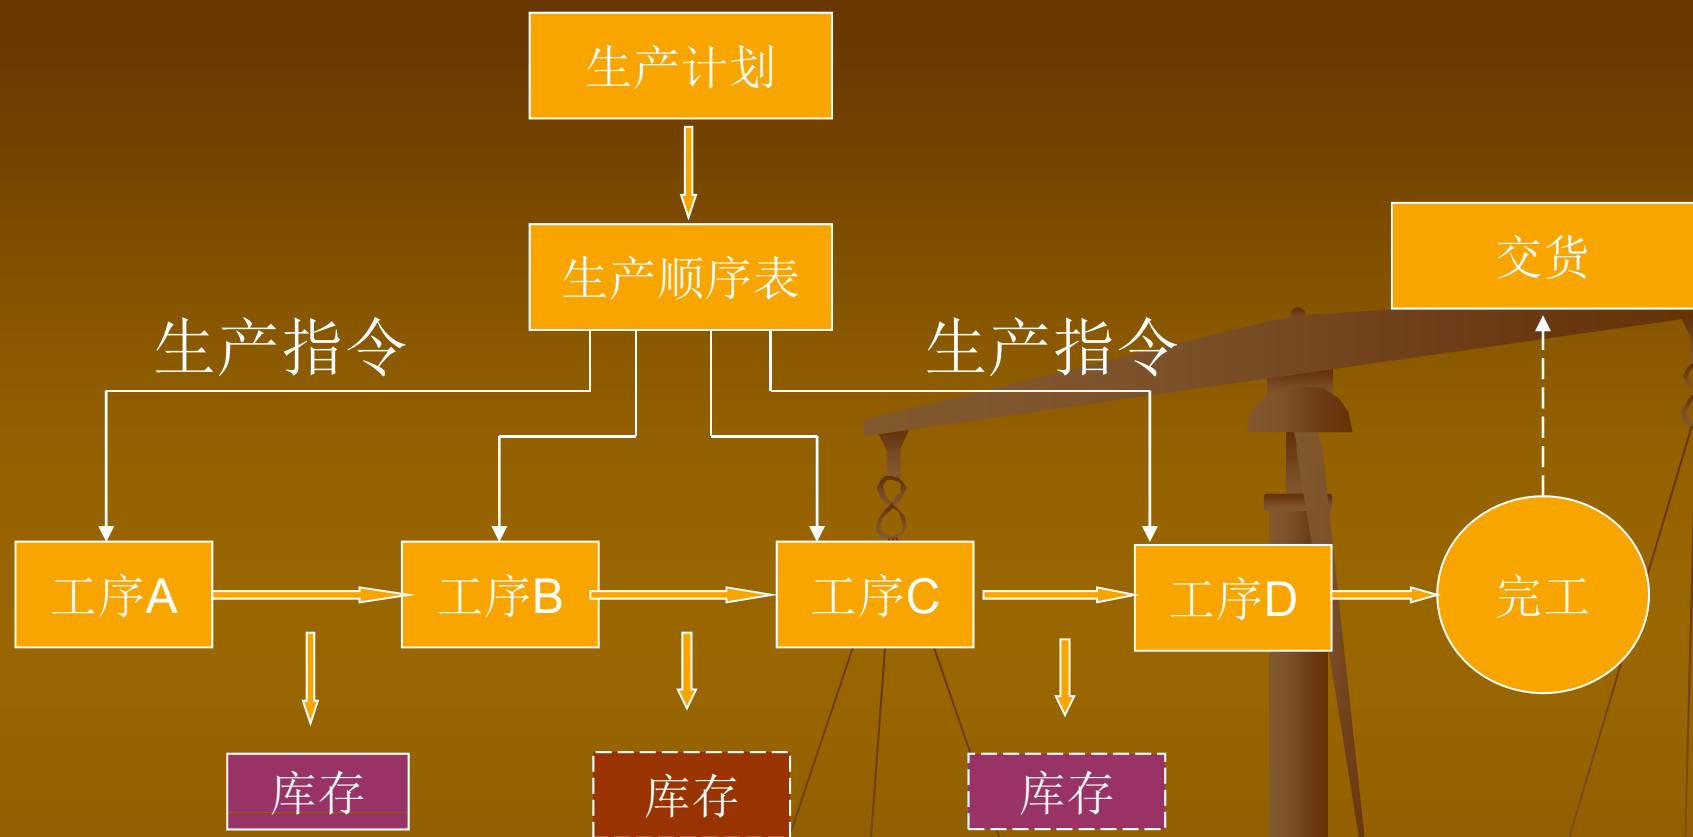 生产计划
生产顺序表
交货
生产指令
生产指令
工序A
工序B
工序C
工序D
完工
库存
库存
库存